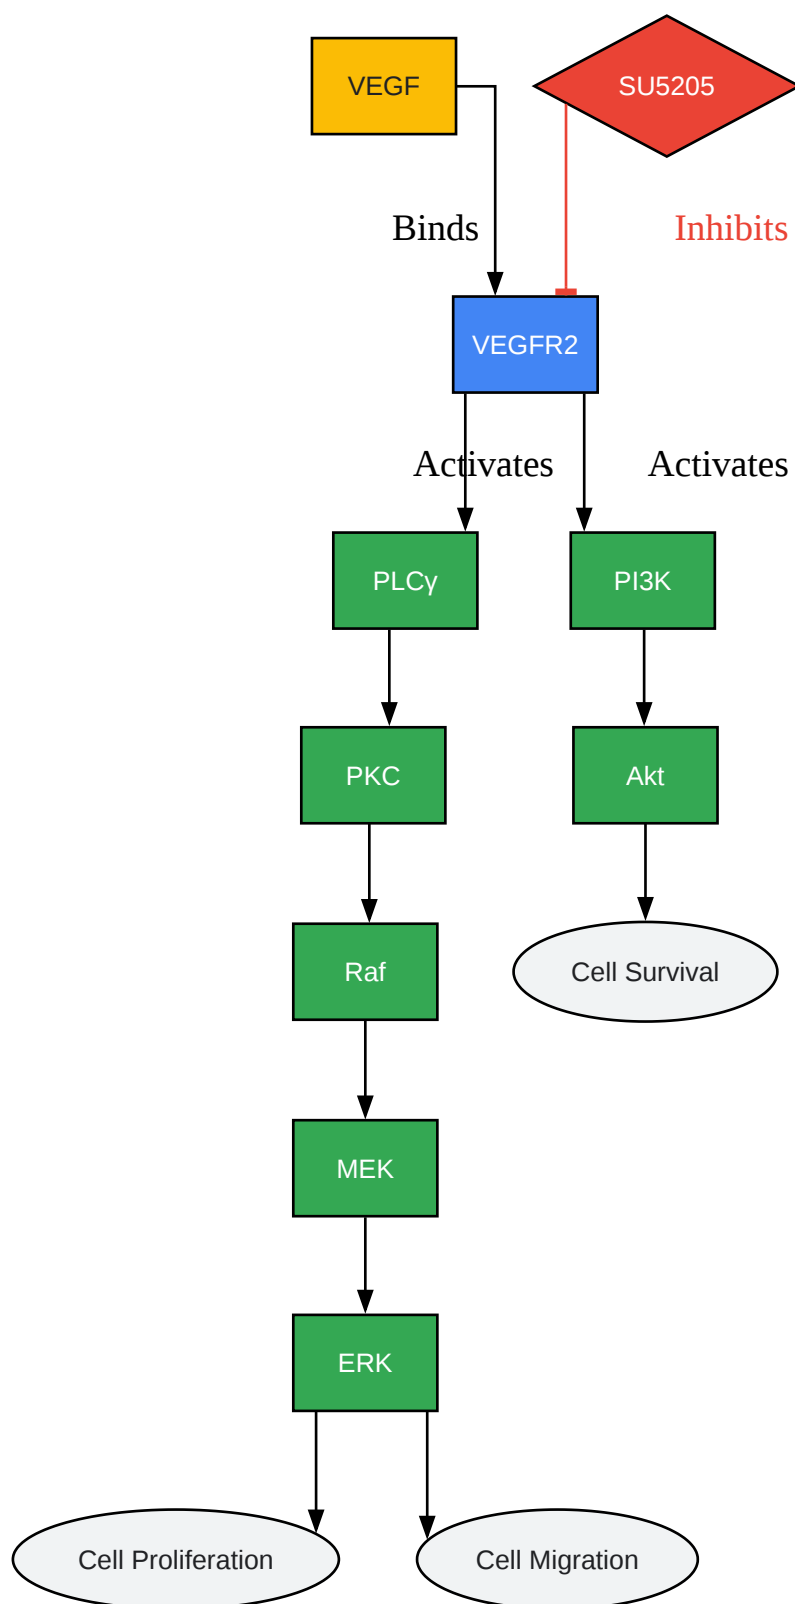 VEGF
SU5205
Binds
Inhibits
VEGFR2
Activates
Activates
PLCγ
PI3K
PKC
Akt
Raf
Cell Survival
MEK
ERK
Cell Proliferation
Cell Migration